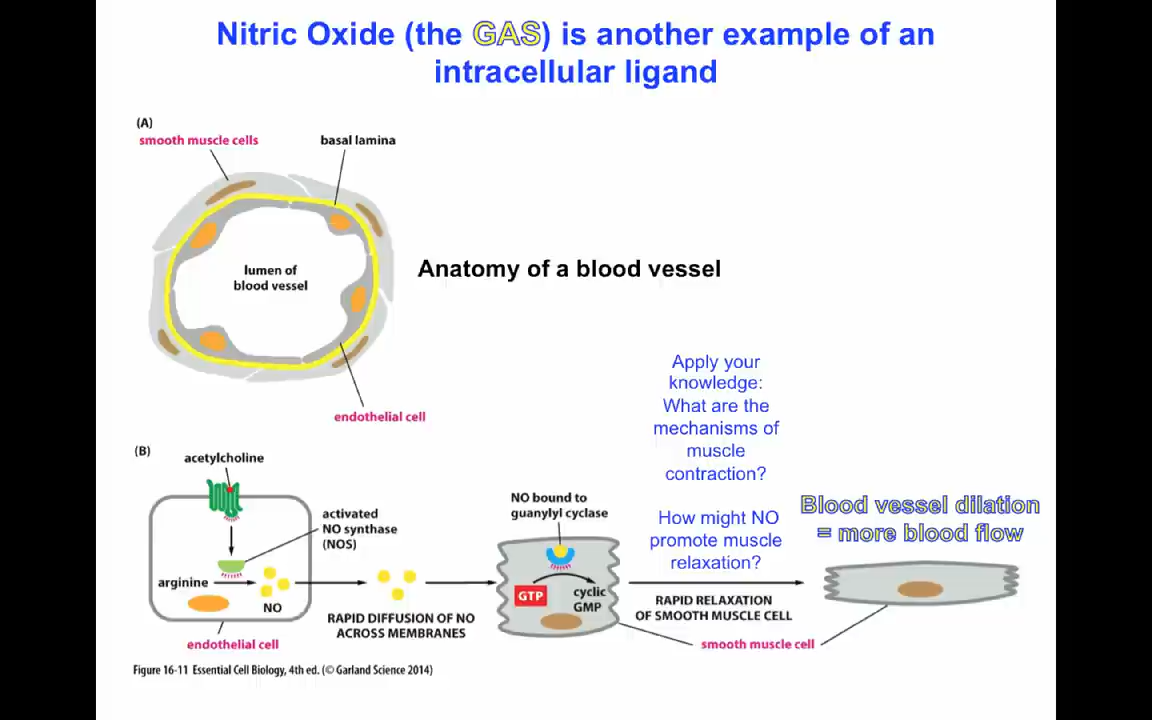 Nitric Oxide (the GAS) is another example of an
intracellular ligand
(A)
smooth muscle cells
basal lamina
lumen of
blood vessel
Anatomy of a blood vessel
endothelial cell
Apply your
knowledge:
What are the
mechanisms of
muscle
contraction?
How might NO
promote muscle
relaxation?
Blood vessel dilation
= more blood flow
(B)
acetylcholine
activated
NO synthase
(NOS)
arginine
NO
endothelial cell
RAPID DIFFUSION OF NO
ACROSS MEMBRANES
NO bound to
guanylyl cyclase
GTP
cyclic
GMP
RAPID RELAXATION
OF SMOOTH MUSCLE CELL
smooth muscle cell
Figure 16-11 Essential Cell Biology, 4th ed. (© Garland Science 2014)